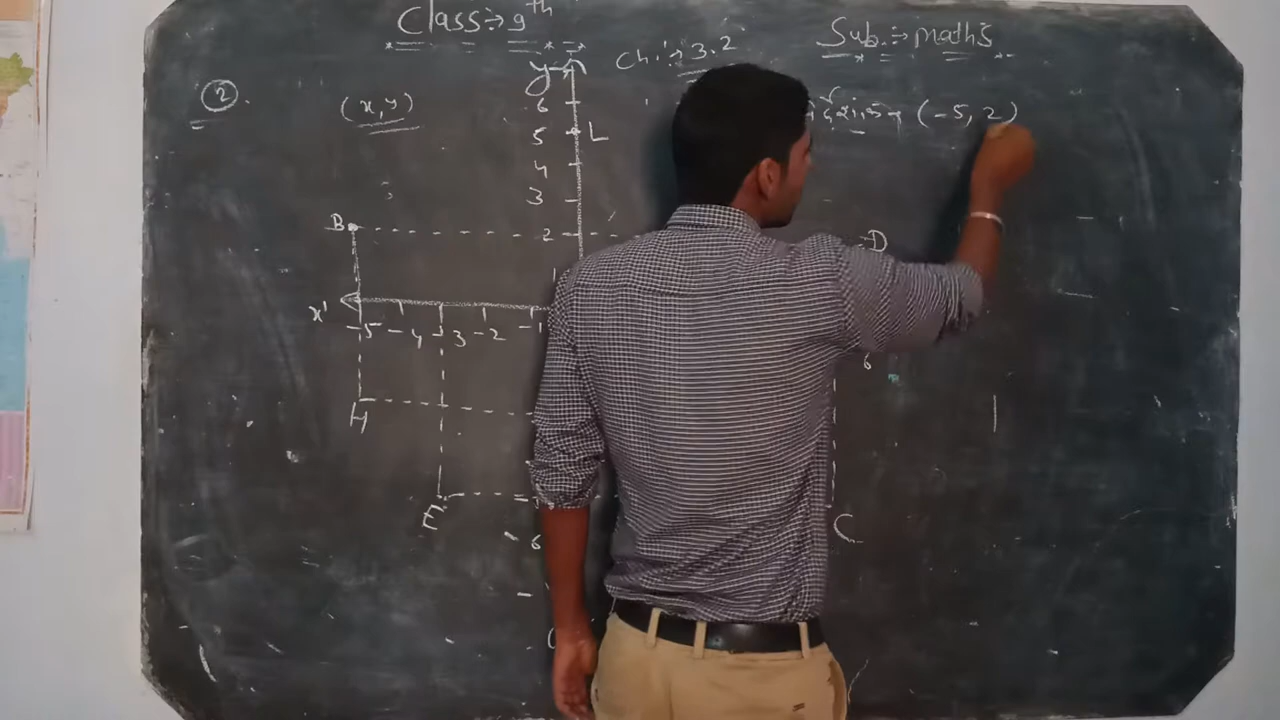 Class:→ 9th
Sub.:→ maths
Ch:→ 3.2
②
(x,y)
y
(-5, 2)
6
5 L
4
3
B
2
D
x'
-5 -4 -3 -2 -1
6
H
E
C
6